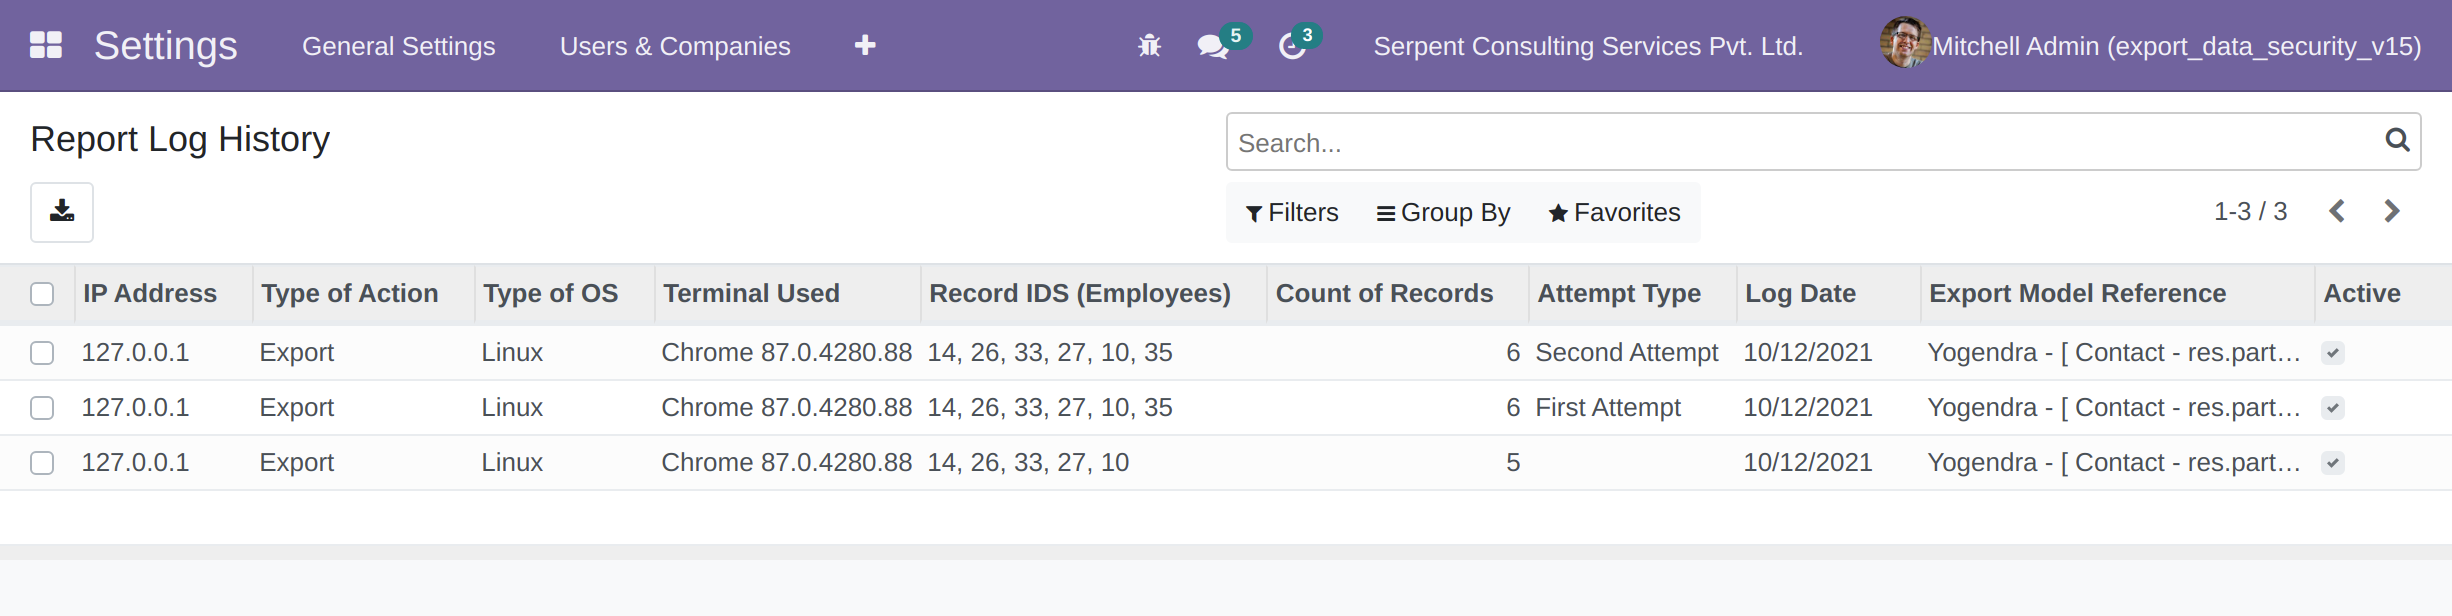 Settings General Settings Users & Companies 5 3 Serpent Consulting Services Pvt. Ltd. Mitchell Admin (export_data_security_v15)
Report Log History
Search...
Filters Group By Favorites 1-3 / 3
IP Address Type of Action Type of OS Terminal Used Record IDS (Employees) Count of Records Attempt Type Log Date Export Model Reference Active
127.0.0.1 Export Linux Chrome 87.0.4280.88 14, 26, 33, 27, 10, 35 6 Second Attempt 10/12/2021 Yogendra - [ Contact - res.part...
127.0.0.1 Export Linux Chrome 87.0.4280.88 14, 26, 33, 27, 10, 35 6 First Attempt 10/12/2021 Yogendra - [ Contact - res.part...
127.0.0.1 Export Linux Chrome 87.0.4280.88 14, 26, 33, 27, 10 5 10/12/2021 Yogendra - [ Contact - res.part...